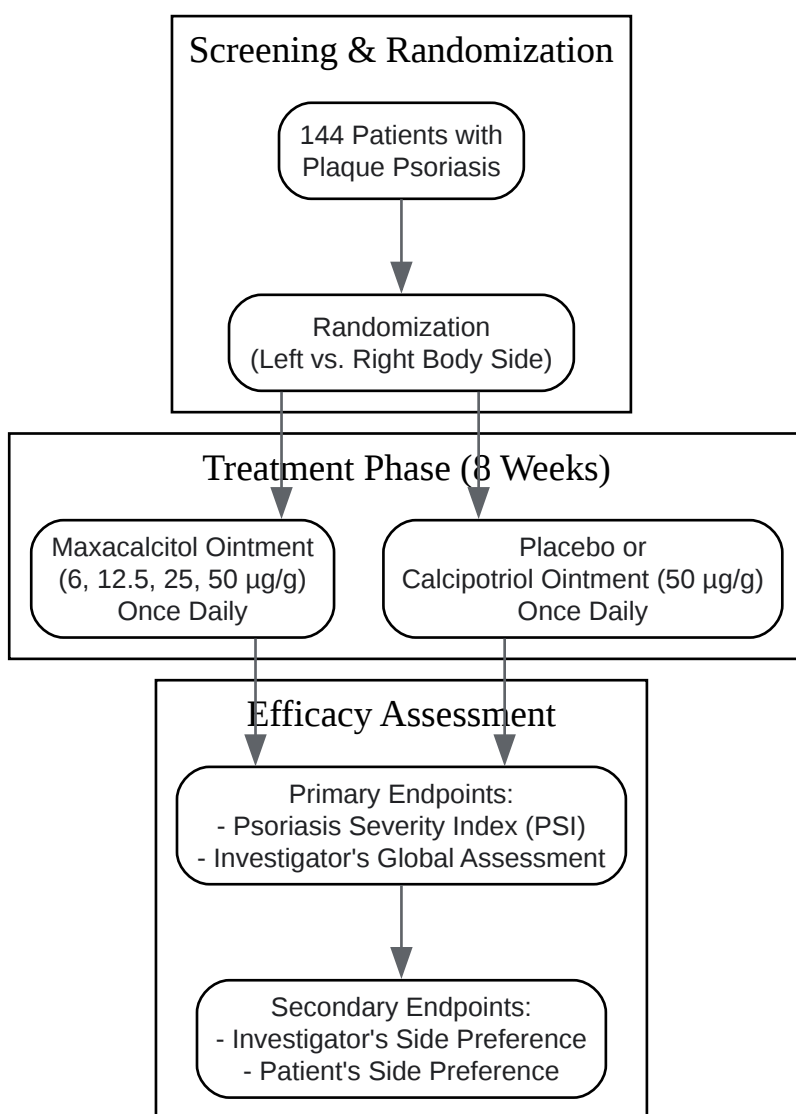 Screening & Randomization
144 Patients with
Plaque Psoriasis
Randomization
(Left vs. Right Body Side)
Treatment Phase (8 Weeks)
Maxacalcitol Ointment
(6, 12.5, 25, 50 µg/g)
Once Daily
Placebo or
Calcipotriol Ointment (50 µg/g)
Once Daily
Efficacy Assessment
Primary Endpoints:
- Psoriasis Severity Index (PSI)
- Investigator's Global Assessment
Secondary Endpoints:
- Investigator's Side Preference
- Patient's Side Preference